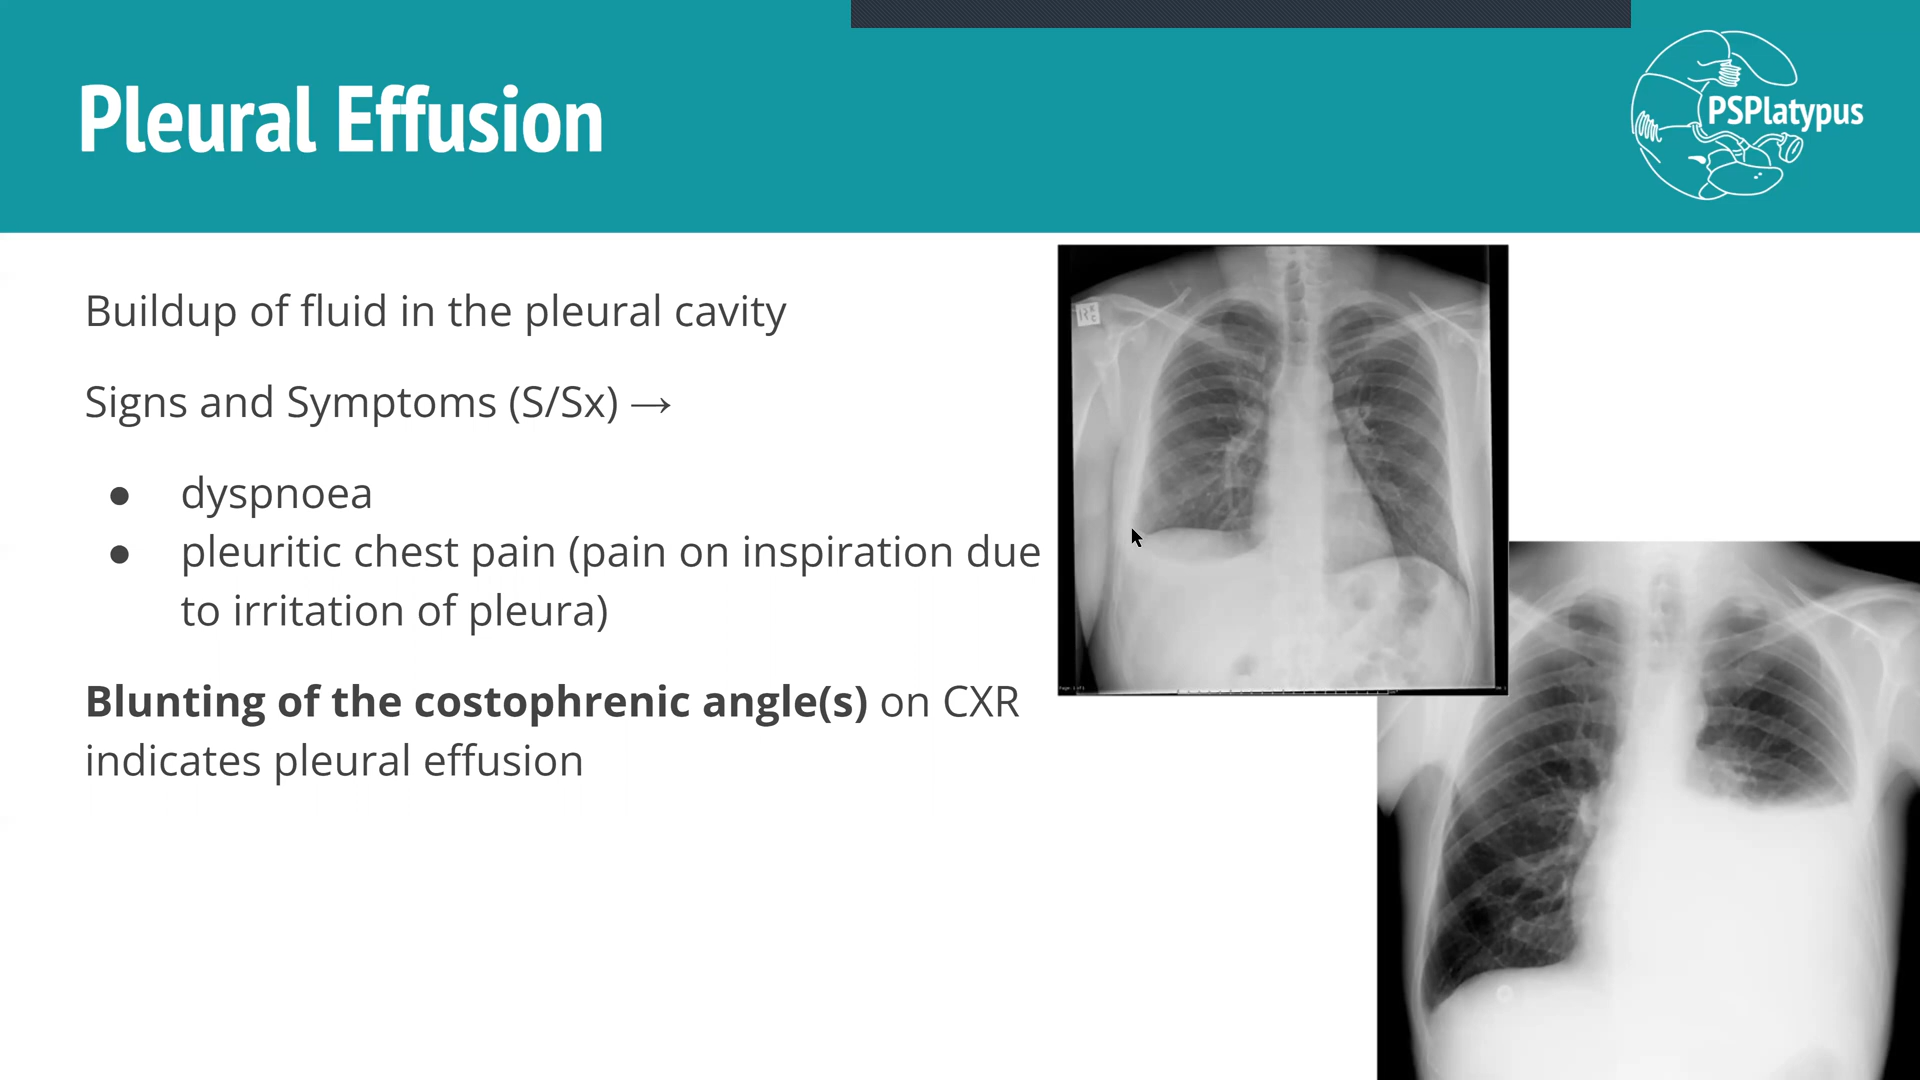 Pleural Effusion
PSPlatypus
Buildup of fluid in the pleural cavity
Signs and Symptoms (S/Sx) →
● dyspnoea
● pleuritic chest pain (pain on inspiration due
to irritation of pleura)
Blunting of the costophrenic angle(s) on CXR
indicates pleural effusion